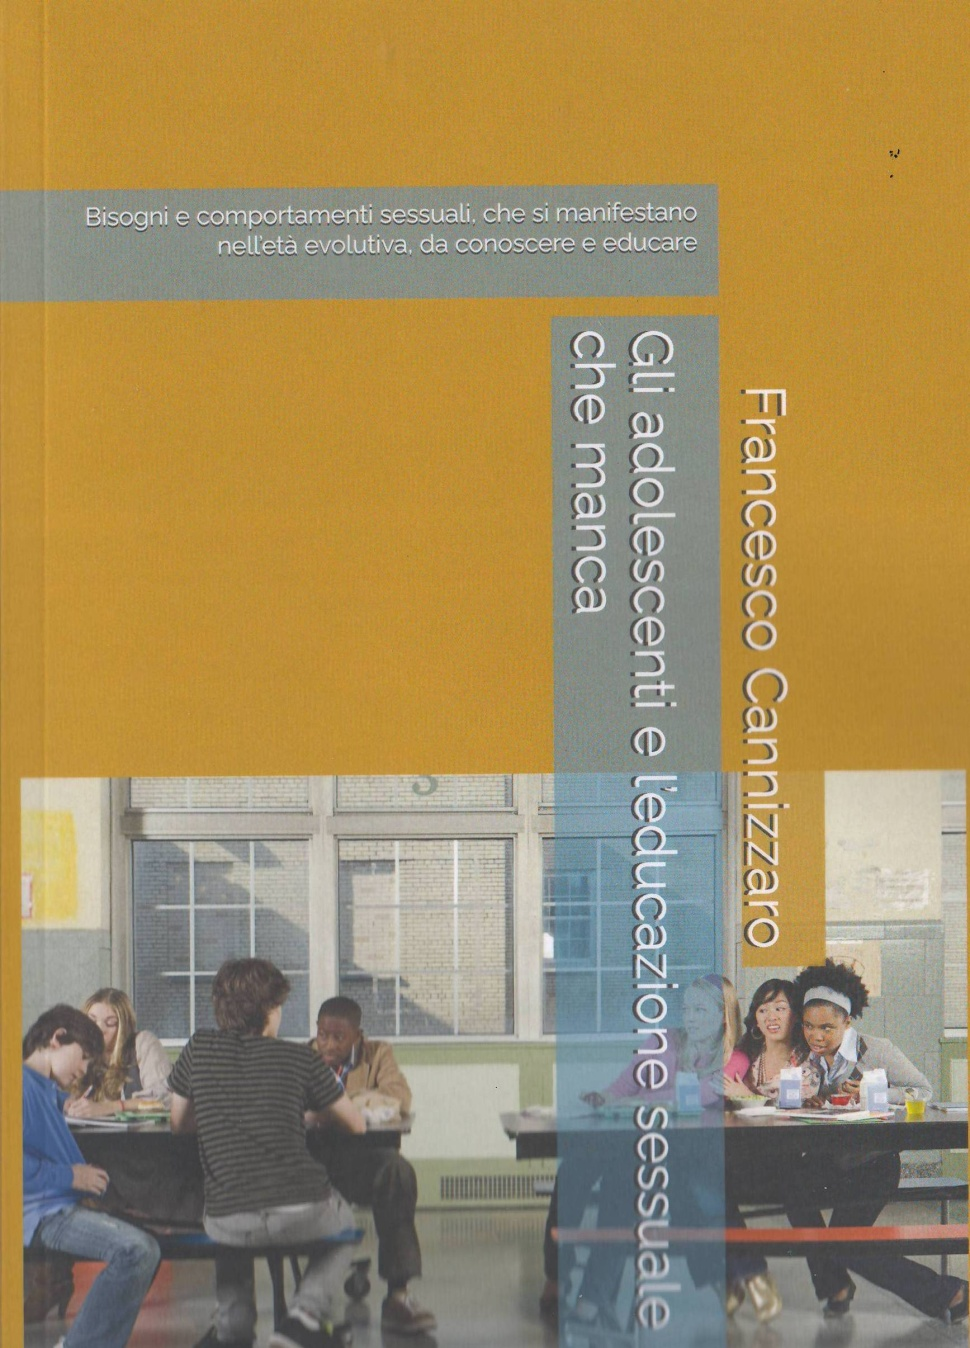 Bisogni e comportamenti sessuali, che si manifestano
nell'età evolutiva, da conoscere e educare
Francesco Cannizzaro
Gli adolescenti e l'educazione sessuale
che manca